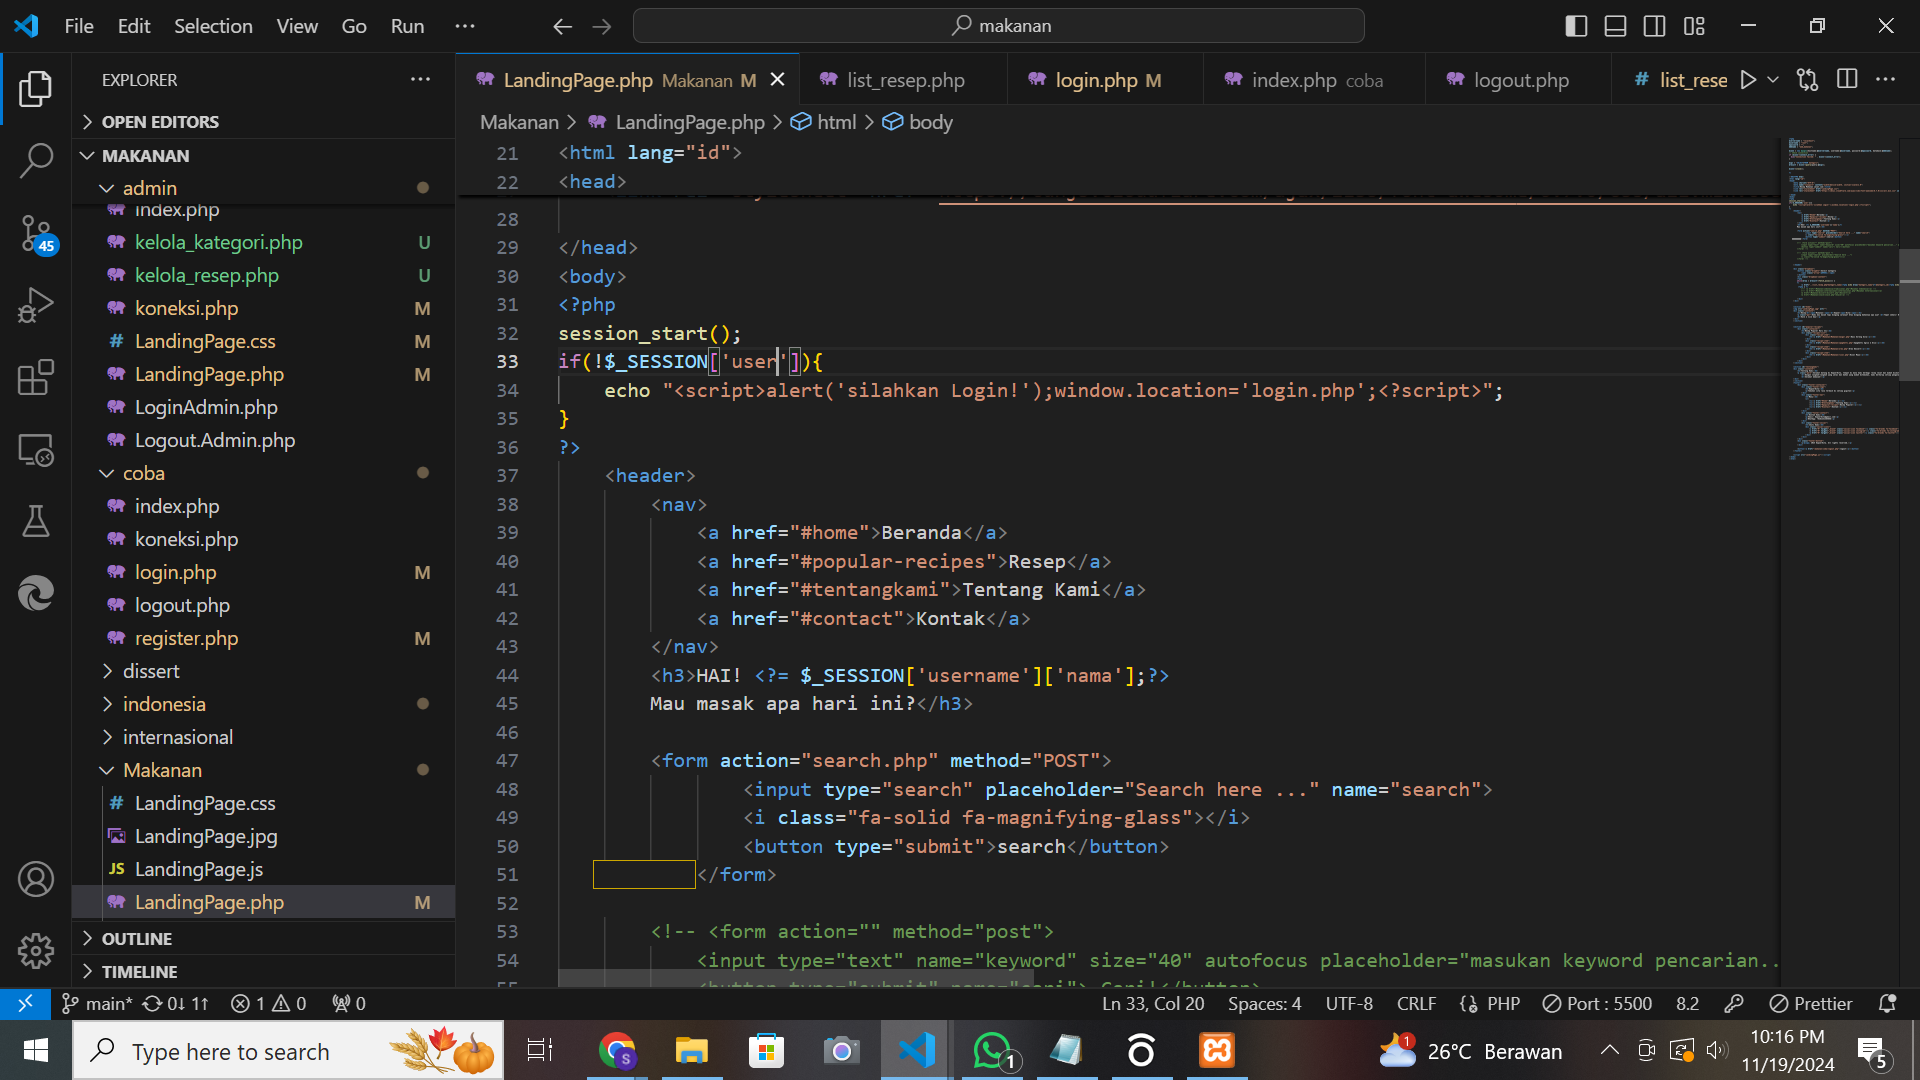 File Edit Selection View Go Run ... makanan
EXPLORER
OPEN EDITORS
MAKANAN
admin
index.php
kelola_kategori.php U
kelola_resep.php U
koneksi.php M
LandingPage.css M
LandingPage.php M
LoginAdmin.php
Logout.Admin.php
coba
index.php
koneksi.php
login.php M
logout.php
register.php M
dissert
indonesia
internasional
Makanan
LandingPage.css
LandingPage.jpg
LandingPage.js
LandingPage.php M
OUTLINE
TIMELINE
45
LandingPage.php Makanan M list_resep.php login.php M index.php coba logout.php # list_rese
Makanan > LandingPage.php > html > body
21 <html lang="id">
22 <head>
28
29 </head>
30 <body>
31 <?php
32 session_start();
33 if(!$_SESSION['user']){
34 echo "<script>alert('silahkan Login!');window.location='login.php';<?script>";
35 }
36 ?>
37 <header>
38 <nav>
39 <a href="#home">Beranda</a>
40 <a href="#popular-recipes">Resep</a>
41 <a href="#tentangkami">Tentang Kami</a>
42 <a href="#contact">Kontak</a>
43 </nav>
44 <h3>HAI! <?= $_SESSION['username']['nama'];?>
45 Mau masak apa hari ini?</h3>
46
47 <form action="search.php" method="POST">
48 <input type="search" placeholder="Search here ..." name="search">
49 <i class="fa-solid fa-magnifying-glass"></i>
50 <button type="submit">search</button>
51 </form>
52
53 <!-- <form action="" method="post">
54 <input type="text" name="keyword" size="40" autofocus placeholder="masukan keyword pencarian..
main* 0↓ 1↑ 1 0 0 Ln 33, Col 20 Spaces: 4 UTF-8 CRLF PHP Port : 5500 8.2 Prettier
Type here to search S 1 1 26°C Berawan 10:16 PM
11/19/2024 5